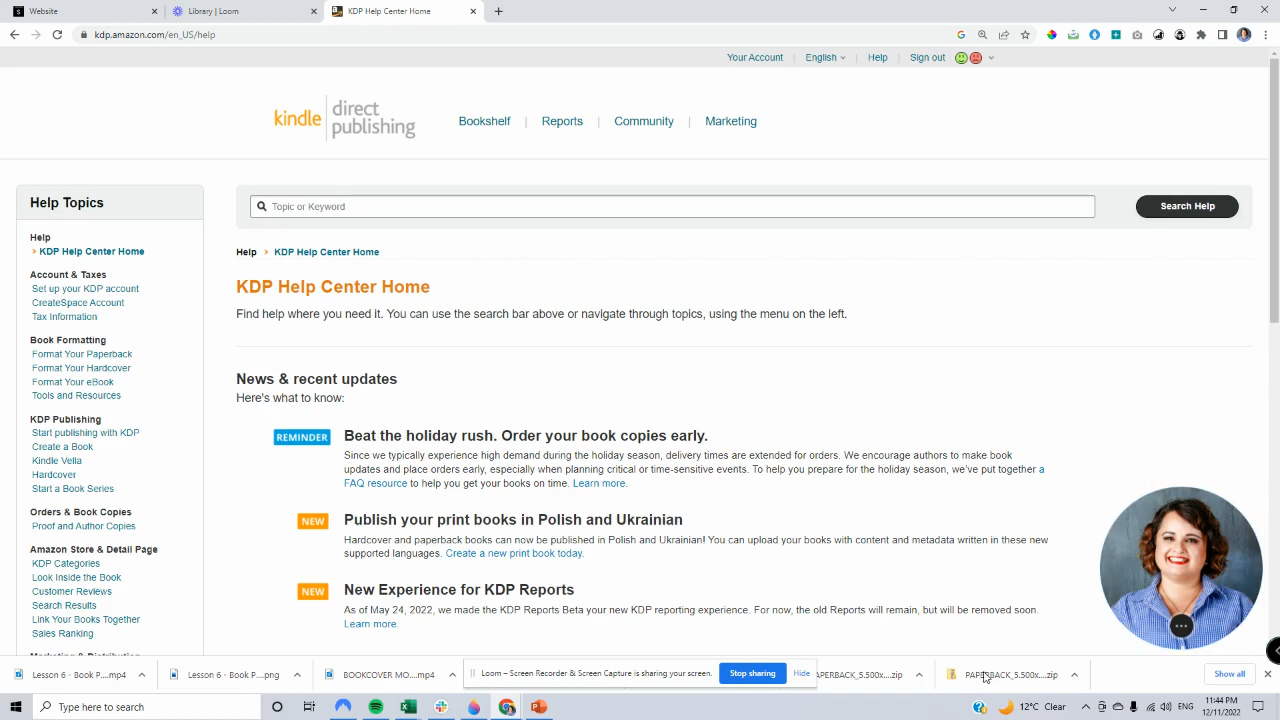 Website
Library | Loom
KDP Help Center Home
kdp.amazon.com/en_US/help
Your Account | English | Help | Sign out
kindle direct publishing
Bookshelf | Reports | Community | Marketing
Help Topics
Topic or Keyword
Search Help
Help
KDP Help Center Home
Account & Taxes
Set up your KDP account
CreateSpace Account
Tax Information
Book Formatting
Format Your Paperback
Format Your Hardcover
Format Your eBook
Tools and Resources
KDP Publishing
Start publishing with KDP
Create a Book
Kindle Vella
Hardcover
Start a Book Series
Orders & Book Copies
Proof and Author Copies
Amazon Store & Detail Page
KDP Categories
Look Inside the Book
Customer Reviews
Search Results
Link Your Books Together
Sales Ranking
Help > KDP Help Center Home
KDP Help Center Home
Find help where you need it. You can use the search bar above or navigate through topics, using the menu on the left.
News & recent updates
Here's what to know:
REMINDER
Beat the holiday rush. Order your book copies early.
Since we typically experience high demand during the holiday season, delivery times are extended for orders. We encourage authors to make book
updates and place orders early, especially when planning critical or time-sensitive events. To help you prepare for the holiday season, we've put together a
FAQ resource to help you get your books on time. Learn more.
NEW
Publish your print books in Polish and Ukrainian
Hardcover and paperback books can now be published in Polish and Ukrainian! You can upload your books with content and metadata written in these new
supported languages. Create a new print book today.
NEW
New Experience for KDP Reports
As of May 24, 2022, we made the KDP Reports Beta your new KDP reporting experience. For now, the old Reports will remain, but will be removed soon.
Learn more.
Lesson 6 - Book P....mp4
Lesson 6 - Book P....png
BOOKCOVER MO....mp4
Loom – Screen Recorder & Screen Capture is sharing your screen.
Stop sharing
Hide
PAPERBACK_5.500x....zip
PAPERBACK_5.500x....zip
Show all
Type here to search
12°C Clear
ENG
11:44 PM
12/11/2022